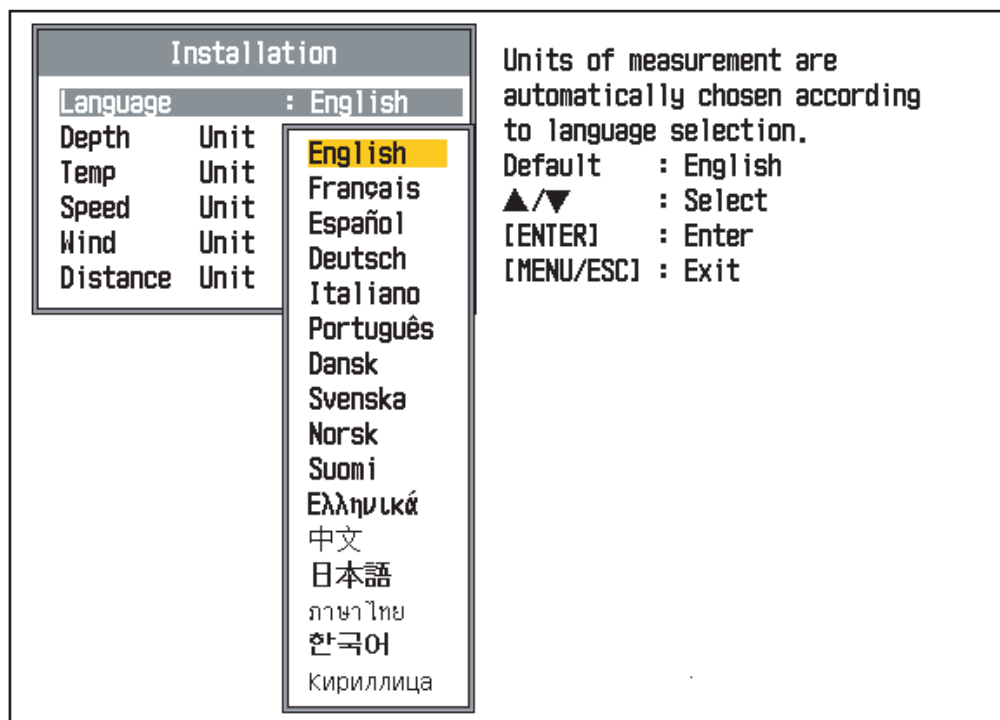 Installation
Language : English
Depth Unit
Temp Unit
Speed Unit
Wind Unit
Distance Unit
English
Français
Español
Deutsch
Italiano
Português
Dansk
Svenska
Norsk
Suomi
Ελληνικά
中文
日本語
ภาษาไทย
한국어
Кириллица
Units of measurement are
automatically chosen according
to language selection.
Default : English
▲/▼ : Select
[ENTER] : Enter
[MENU/ESC] : Exit